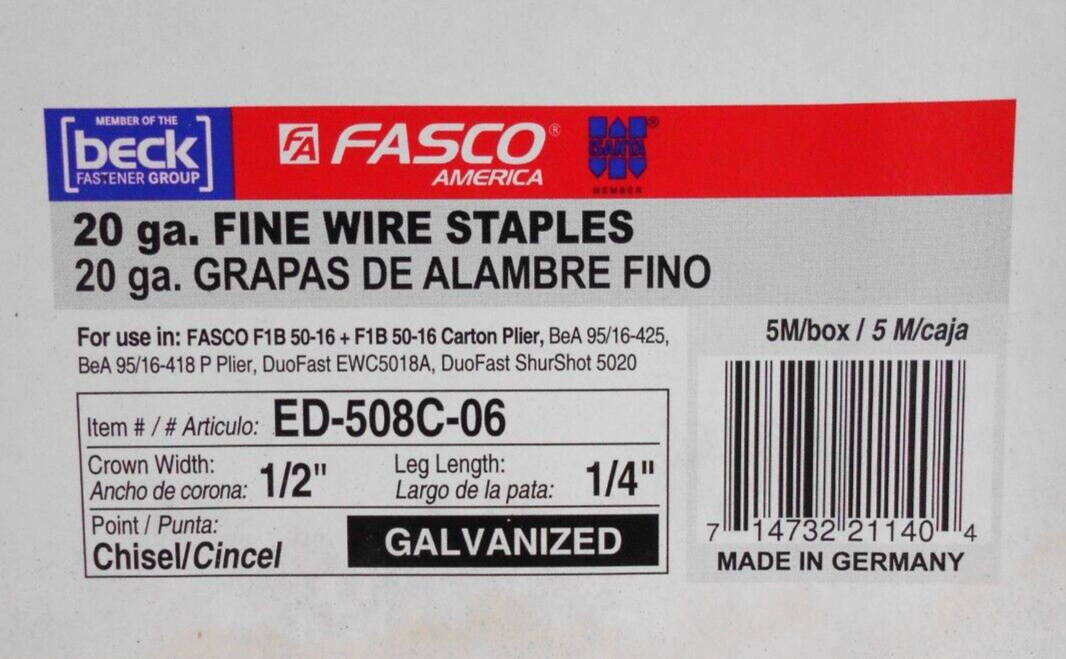 MEMBER OF THE
beck
FASTENER GROUP
FA FASCO®
AMERICA
ISANTA®
MEMBER
20 ga. FINE WIRE STAPLES
20 ga. GRAPAS DE ALAMBRE FINO
For use in: FASCO F1B 50-16 + F1B 50-16 Carton Plier, BeA 95/16-425,
BeA 95/16-418 P Plier, DuoFast EWC5018A, DuoFast ShurShot 5020
5M/box / 5 M/caja
Item # / # Articulo: ED-508C-06
Crown Width: 1/2" Leg Length: 1/4"
Ancho de corona: Largo de la pata:
Point / Punta:
Chisel/Cincel
GALVANIZED
7 14732 21140 4
MADE IN GERMANY